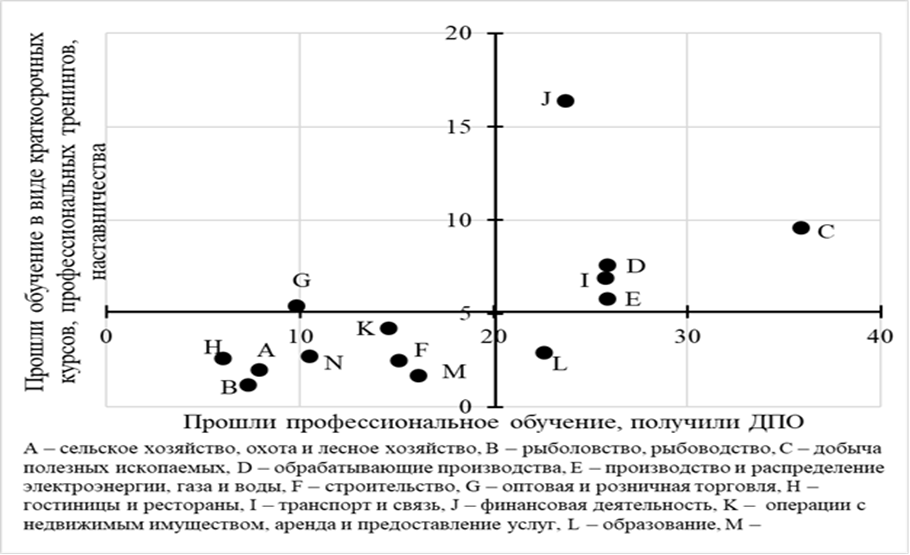 Прошли обучение в виде краткосрочных
курсов, профессиональных тренингов,
наставничества
20
15
J
10
C
G
D
I
E
5
0
10
20
30
40
K
H
A
F
N
L
M
B
0
Прошли профессиональное обучение, получили ДПО
A – сельское хозяйство, охота и лесное хозяйство, B – рыболовство, рыбоводство, C – добыча
полезных ископаемых, D – обрабатывающие производства, E – производство и распределение
электроэнергии, газа и воды, F – строительство, G – оптовая и розничная торговля, H –
гостиницы и рестораны, I – транспорт и связь, J – финансовая деятельность, K – операции с
недвижимым имуществом, аренда и предоставление услуг, L – образование, M –